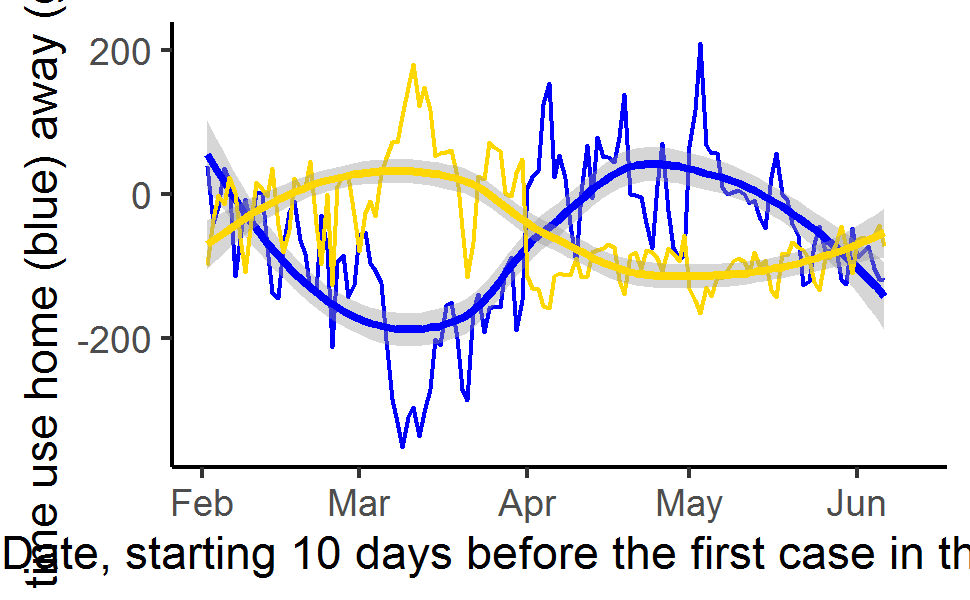 time use home (blue) away (
200
0
-200
Feb Mar Apr May Jun
Date, starting 10 days before the first case in th